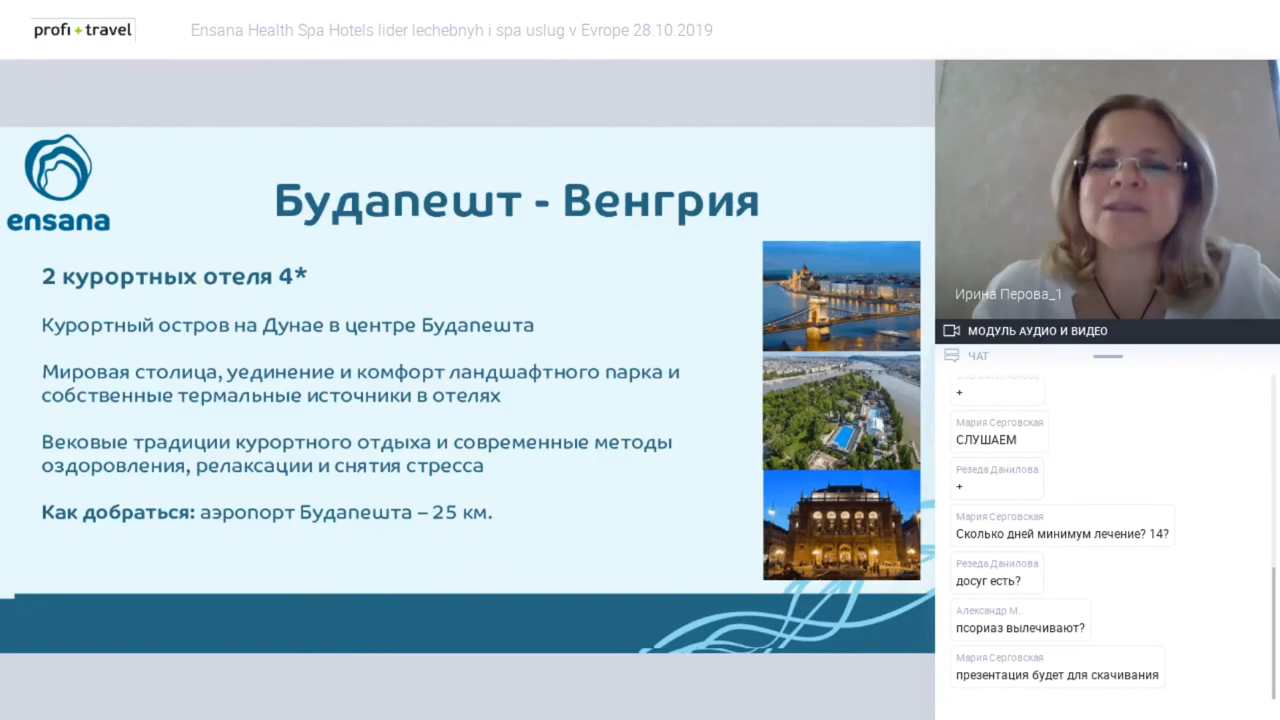 profi + travel
Ensana Health Spa Hotels lider lechebnyh i spa uslug v Evrope 28.10.2019
ensana
Будапешт - Венгрия
2 курортных отеля 4*
Курортный остров на Дунае в центре Будапешта
Мировая столица, уединение и комфорт ландшафтного парка и
собственные термальные источники в отелях
Вековые традиции курортного отдыха и современные методы
оздоровления, релаксации и снятия стресса
Как добраться: аэропорт Будапешта – 25 км.
Ирина Перова_1
МОДУЛЬ АУДИО И ВИДЕО
ЧАТ
+
Мария Серговская
СЛУШАЕМ
Резеда Данилова
+
Мария Серговская
Сколько дней минимум лечение? 14?
Резеда Данилова
досуг есть?
Александр М..
псориаз вылечивают?
Мария Серговская
презентация будет для скачивания